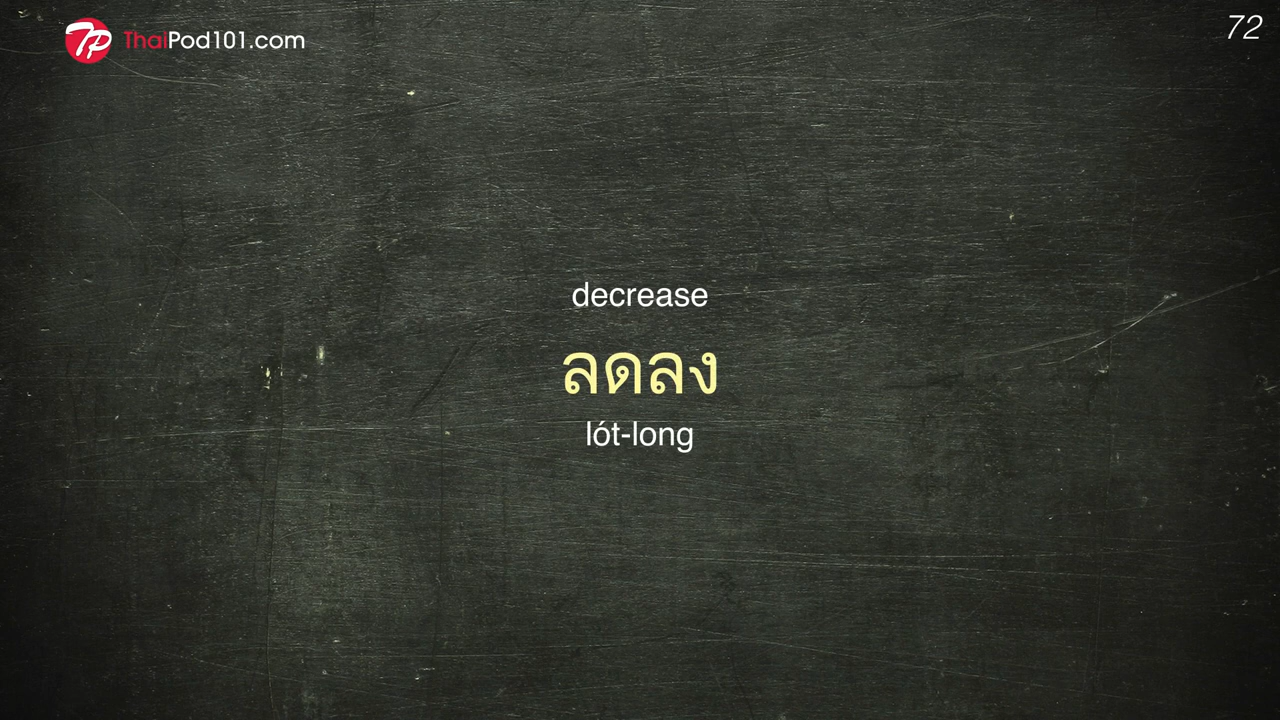 ThaiPod101.com
72
decrease
ลดลง
lót-long